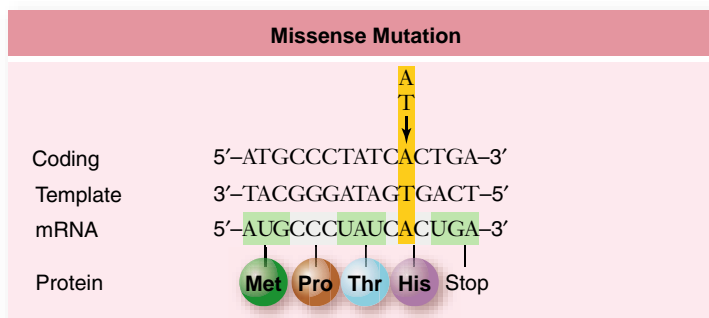 Missense Mutation
A
T
Coding 5′–ATGCCCTATCACTGA–3′
Template 3′–TACGGGATAGTGACT–5′
mRNA 5′–AUGCCCUAUCACUGA–3′
Protein Met Pro Thr His Stop